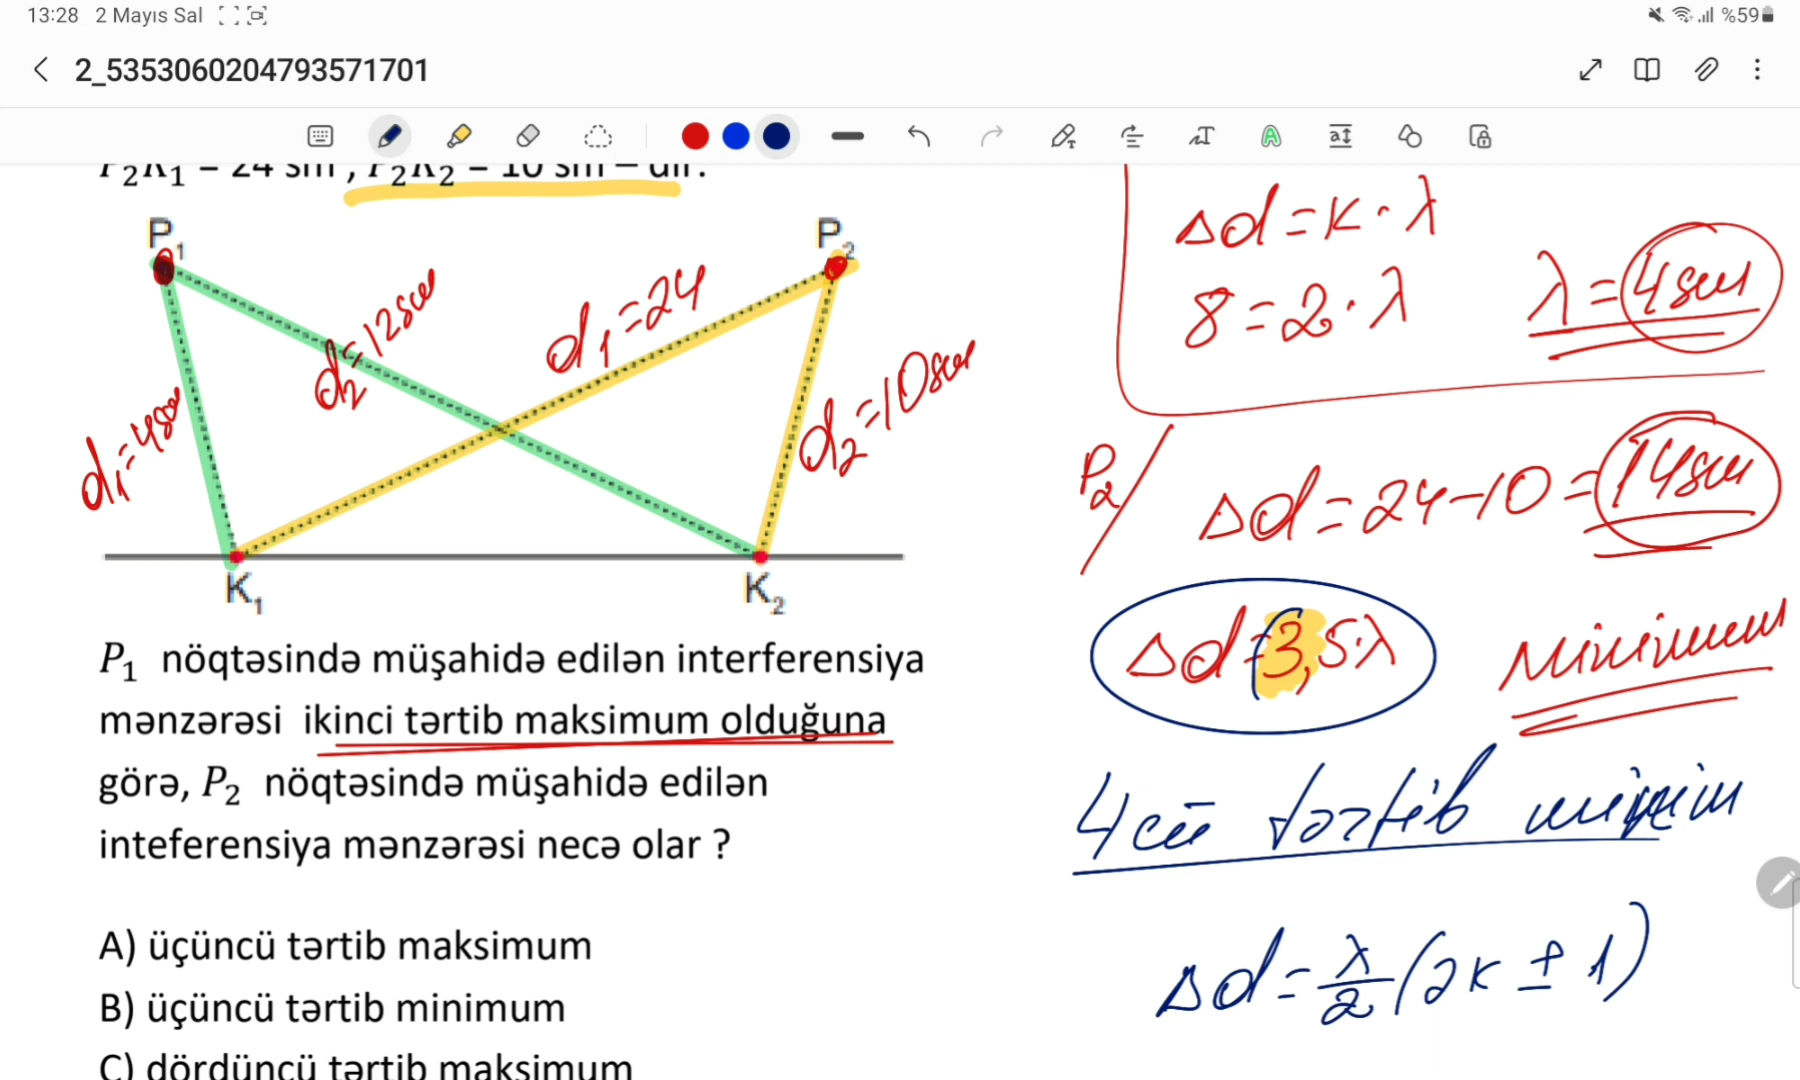 13:28 2 Mayıs Sal
%59
2_5353060204793571701
P₂K₁ = 24 sm , P₂K₂ = 10 sm – dir.
P₁
P₂
d₁=4sm
d₂=12sm
d₁=24
d₂=10sm
K₁
K₂
P₁ nöqtəsində müşahidə edilən interferensiya
mənzərəsi ikinci tərtib maksimum olduğuna
görə, P₂ nöqtəsində müşahidə edilən
inteferensiya mənzərəsi necə olar ?
A) üçüncü tərtib maksimum
B) üçüncü tərtib minimum
C) dördüncü tərtib maksimum
Δd=K·λ
8=2·λ
λ=4sm
P₂/
Δd=24-10=14sm
Δd=3,5·λ
Minimum
4cü tərtib minim
Δd=λ/2(2K±1)